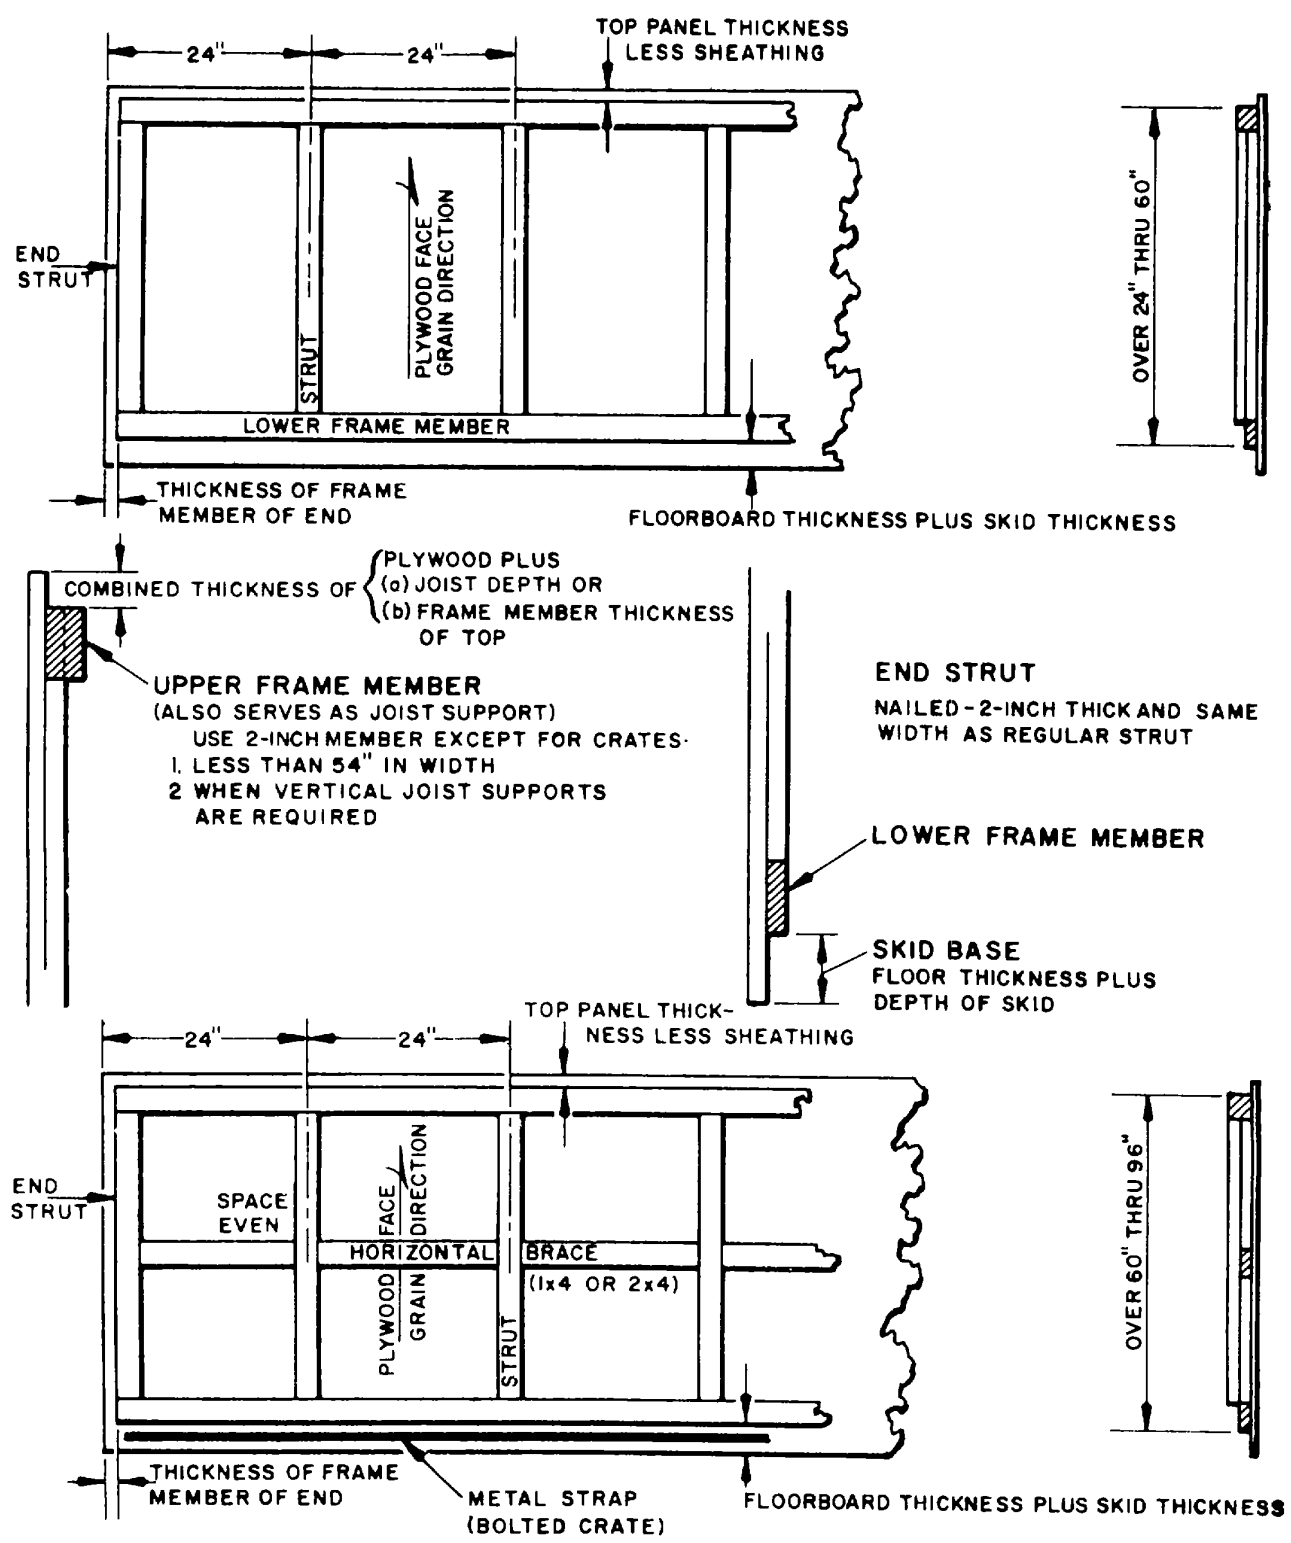 TOP PANEL THICKNESS
LESS SHEATHING
24"
24"
END
STRUT
STRUT
PLYWOOD FACE
GRAIN DIRECTION
OVER 24" THRU 60"
LOWER FRAME MEMBER
THICKNESS OF FRAME
MEMBER OF END
FLOORBOARD THICKNESS PLUS SKID THICKNESS
COMBINED THICKNESS OF
PLYWOOD PLUS
(a) JOIST DEPTH OR
(b) FRAME MEMBER THICKNESS
OF TOP
UPPER FRAME MEMBER
(ALSO SERVES AS JOIST SUPPORT)
USE 2-INCH MEMBER EXCEPT FOR CRATES·
1. LESS THAN 54" IN WIDTH
2 WHEN VERTICAL JOIST SUPPORTS
ARE REQUIRED
END STRUT
NAILED-2-INCH THICK AND SAME
WIDTH AS REGULAR STRUT
LOWER FRAME MEMBER
SKID BASE
FLOOR THICKNESS PLUS
DEPTH OF SKID
TOP PANEL THICK-
NESS LESS SHEATHING
24"
24"
END
STRUT
SPACE
EVEN
PLYWOOD FACE
GRAIN DIRECTION
HORIZONTAL BRACE
(1x4 OR 2x4)
STRUT
OVER 60" THRU 96"
THICKNESS OF FRAME
MEMBER OF END
METAL STRAP
(BOLTED CRATE)
FLOORBOARD THICKNESS PLUS SKID THICKNESS